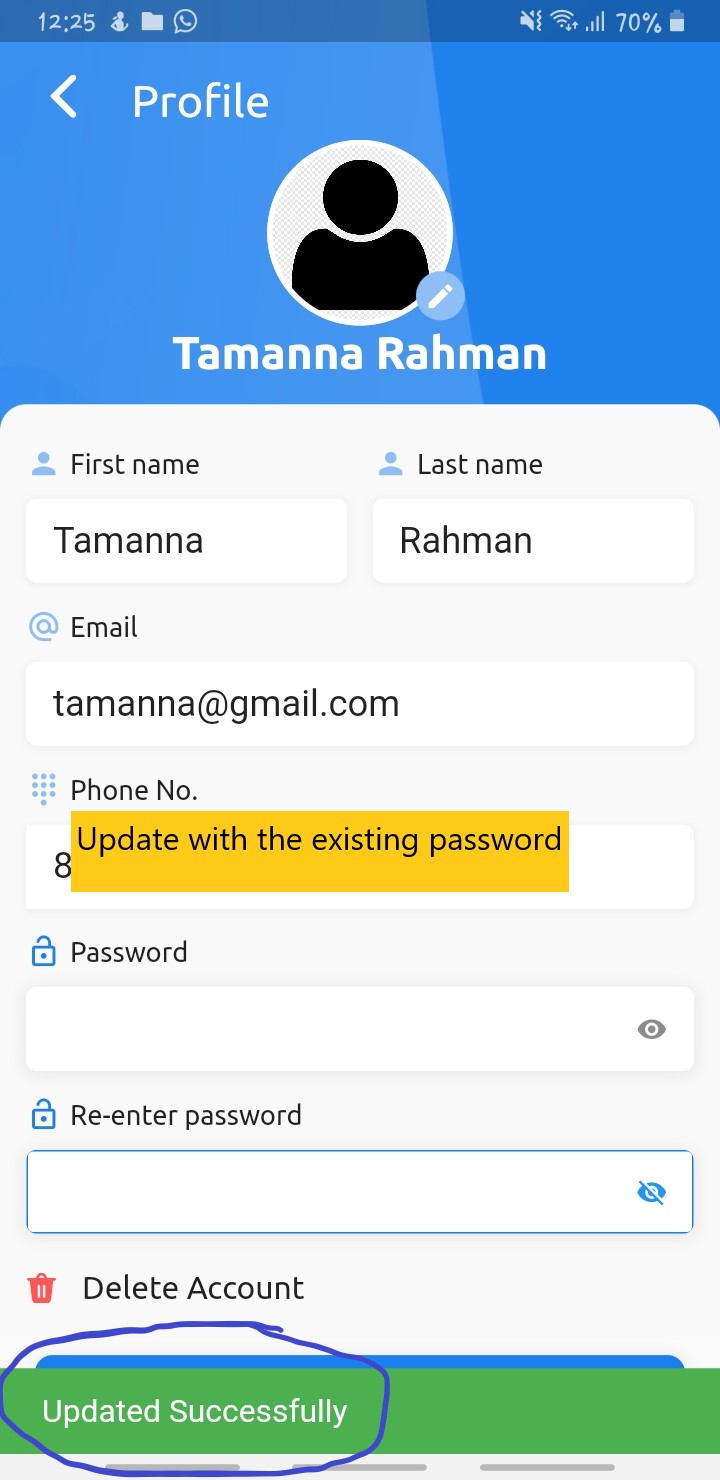 12:25 70%
Profile
Tamanna Rahman
First name Last name
Tamanna Rahman
Email
tamanna@gmail.com
Phone No.
Update with the existing password
8
Password
Re-enter password
Delete Account
Updated Successfully